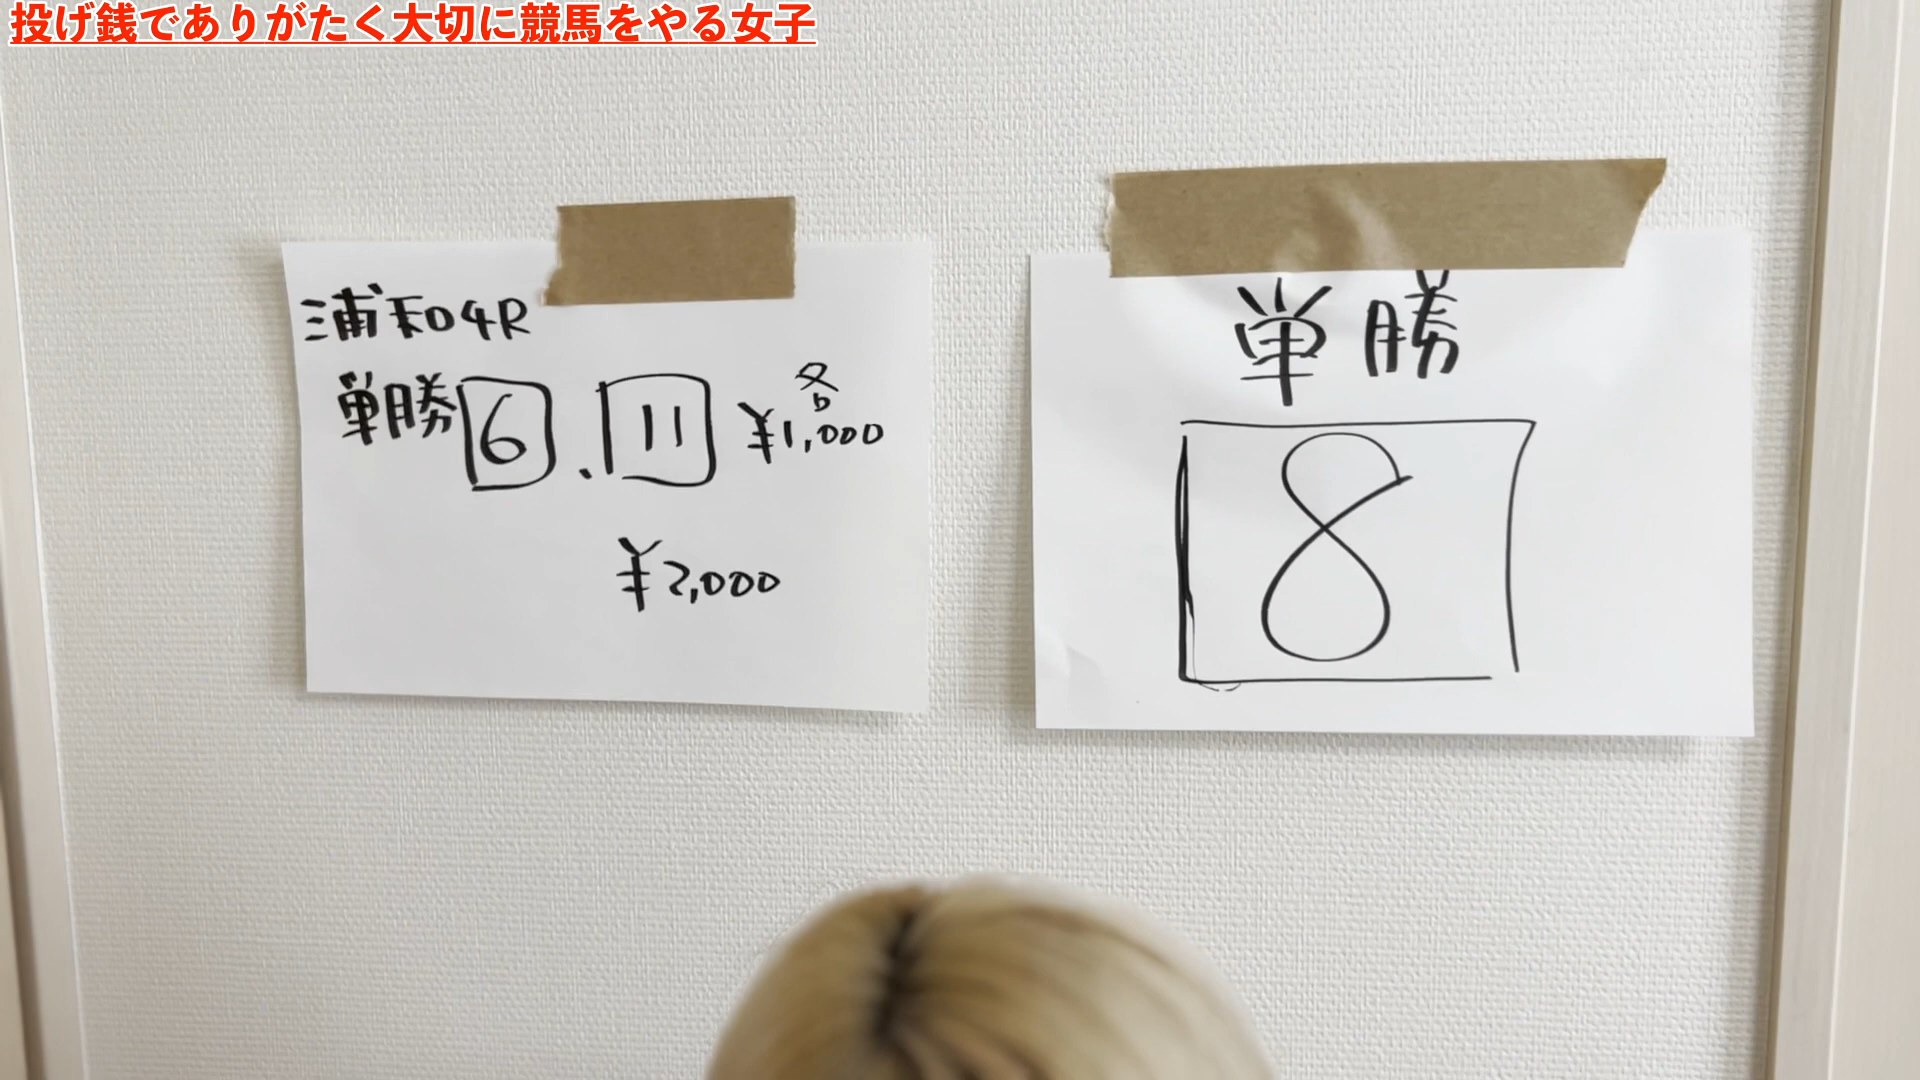 投げ銭でありがたく大切に競馬をやる女子
浦和4R
単勝 6、11 各¥1,000
¥2,000
単勝
8